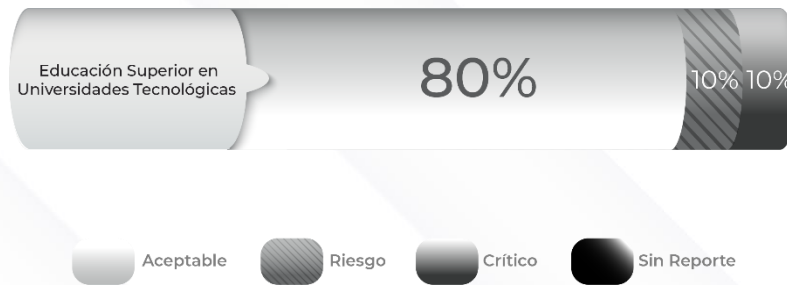 Educación Superior en
Universidades Tecnológicas
80%
10%
10%
Aceptable
Riesgo
Crítico
Sin Reporte